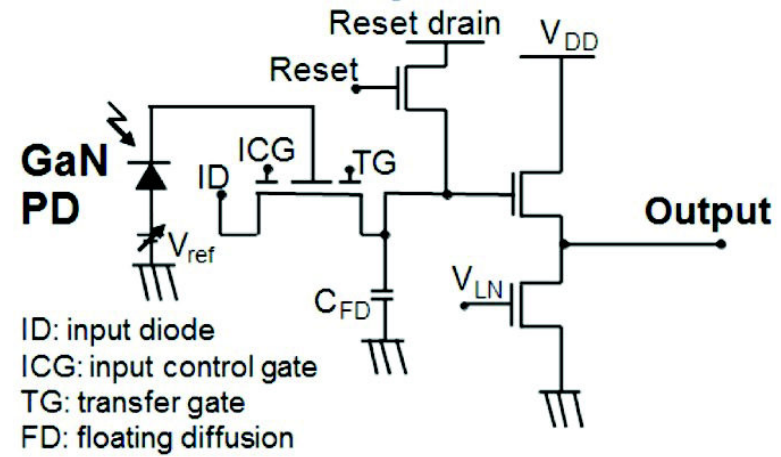 Reset drain
V_DD
Reset
GaN
PD
ICG
TG
ID
V_ref
Output
V_LN
C_FD
ID: input diode
ICG: input control gate
TG: transfer gate
FD: floating diffusion